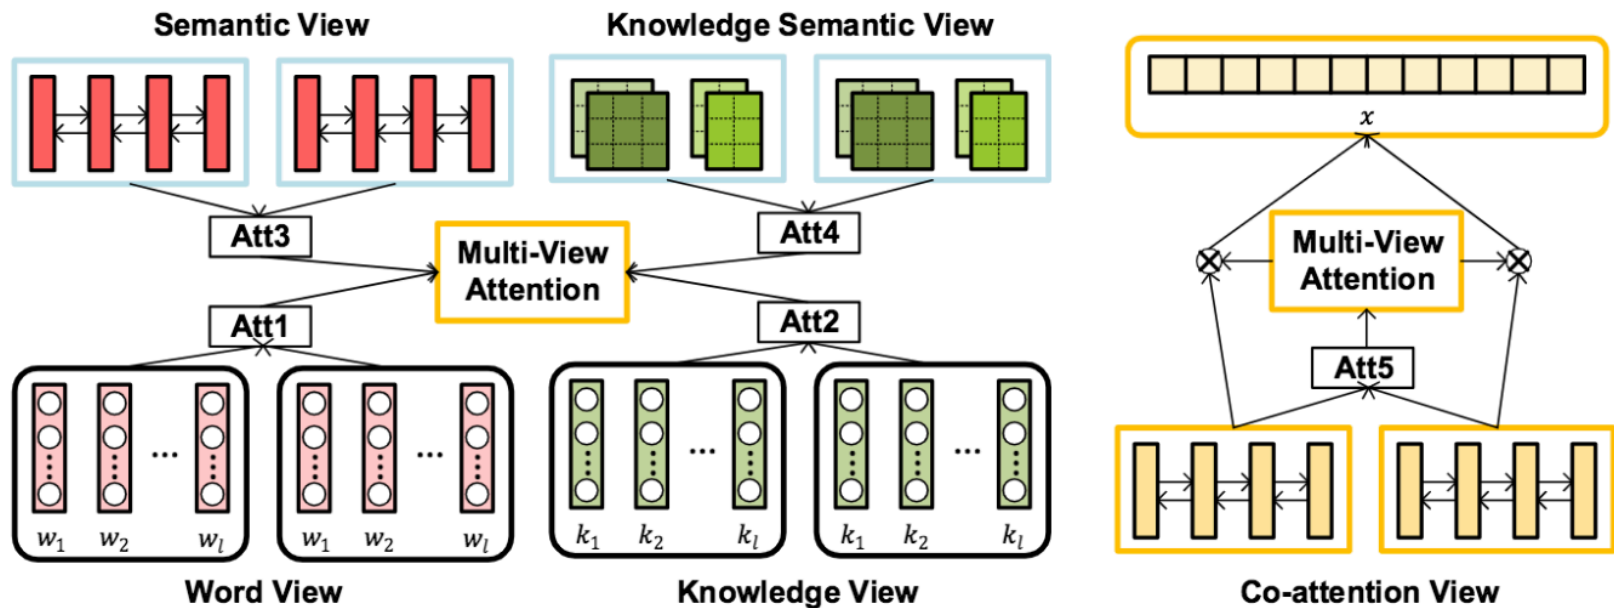 Semantic View
Knowledge Semantic View
x
Att3
Att4
Multi-View
Attention
Multi-View
Attention
Att1
Att2
Att5
w₁ w₂ ... wₗ
w₁ w₂ ... wₗ
k₁ k₂ ... kₗ
k₁ k₂ ... kₗ
Word View
Knowledge View
Co-attention View